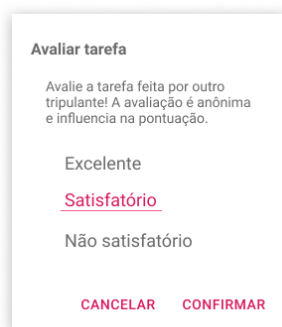 Avaliar tarefa
Avalie a tarefa feita por outro
tripulante! A avaliação é anônima
e influencia na pontuação.
Excelente
Satisfatório
Não satisfatório
CANCELAR CONFIRMAR